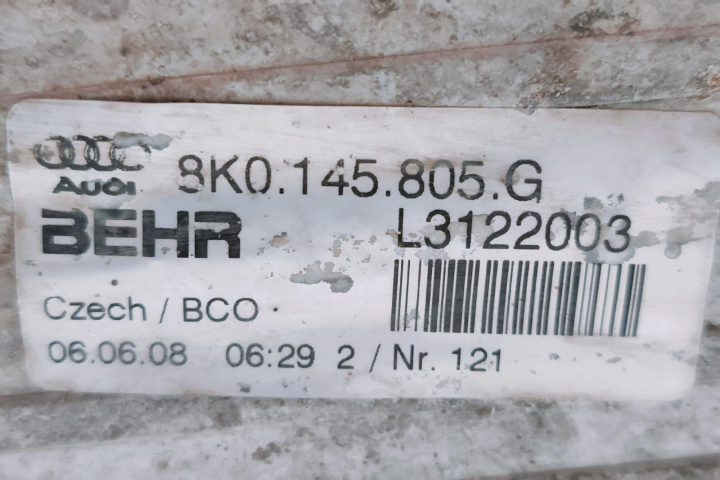 AUDI 8K0.145.805.G
BEHR L3122003
Czech / BCO
06.06.08 06:29 2 / Nr. 121